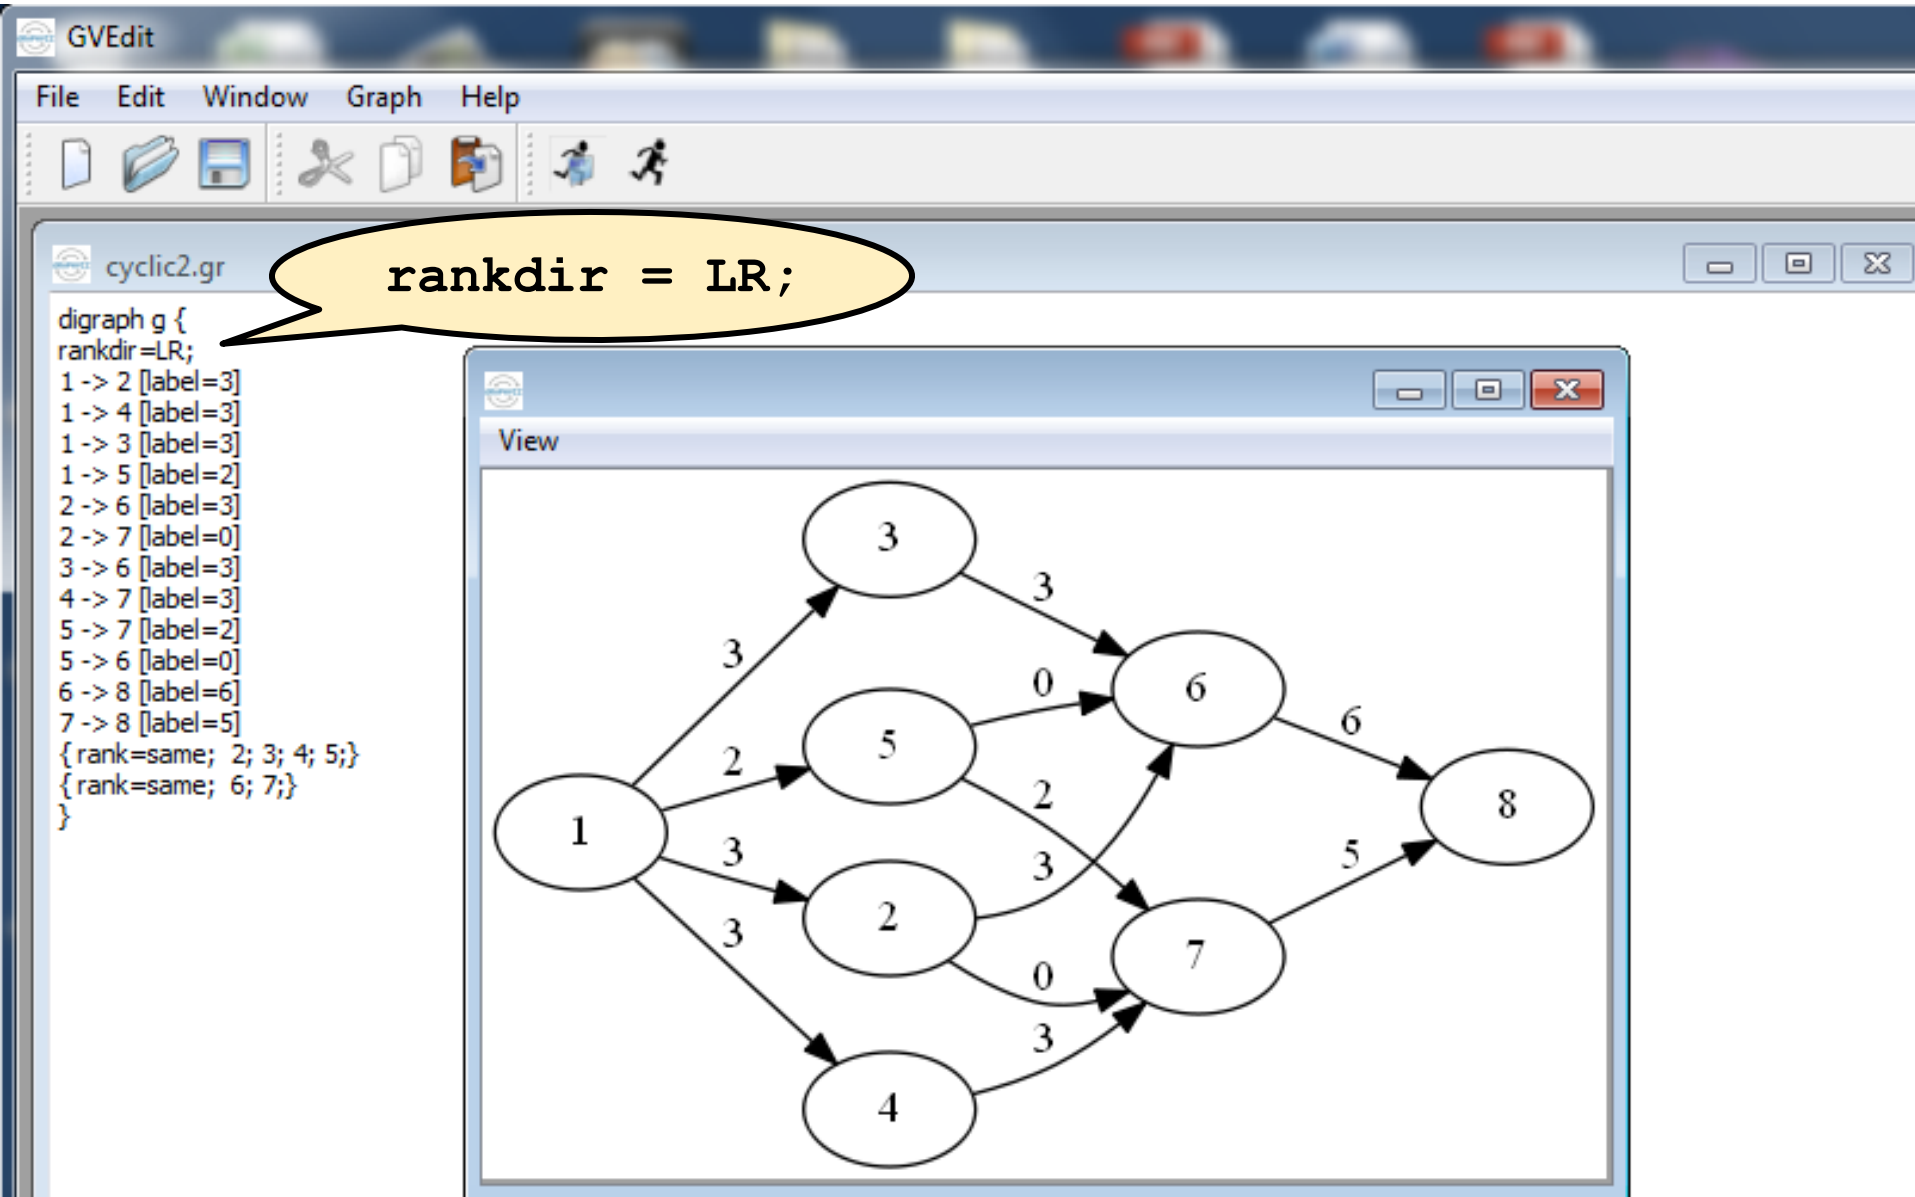 GVEdit
File Edit Window Graph Help
cyclic2.gr
rankdir = LR;
digraph g {
rankdir=LR;
1 -> 2 [label=3]
1 -> 4 [label=3]
1 -> 3 [label=3]
1 -> 5 [label=2]
2 -> 6 [label=3]
2 -> 7 [label=0]
3 -> 6 [label=3]
4 -> 7 [label=3]
5 -> 7 [label=2]
5 -> 6 [label=0]
6 -> 8 [label=6]
7 -> 8 [label=5]
{ rank=same; 2; 3; 4; 5;}
{ rank=same; 6; 7;}
}
View
3
3
3
0
6
5
6
2
2
8
1
3
3
5
2
7
3
0
3
4